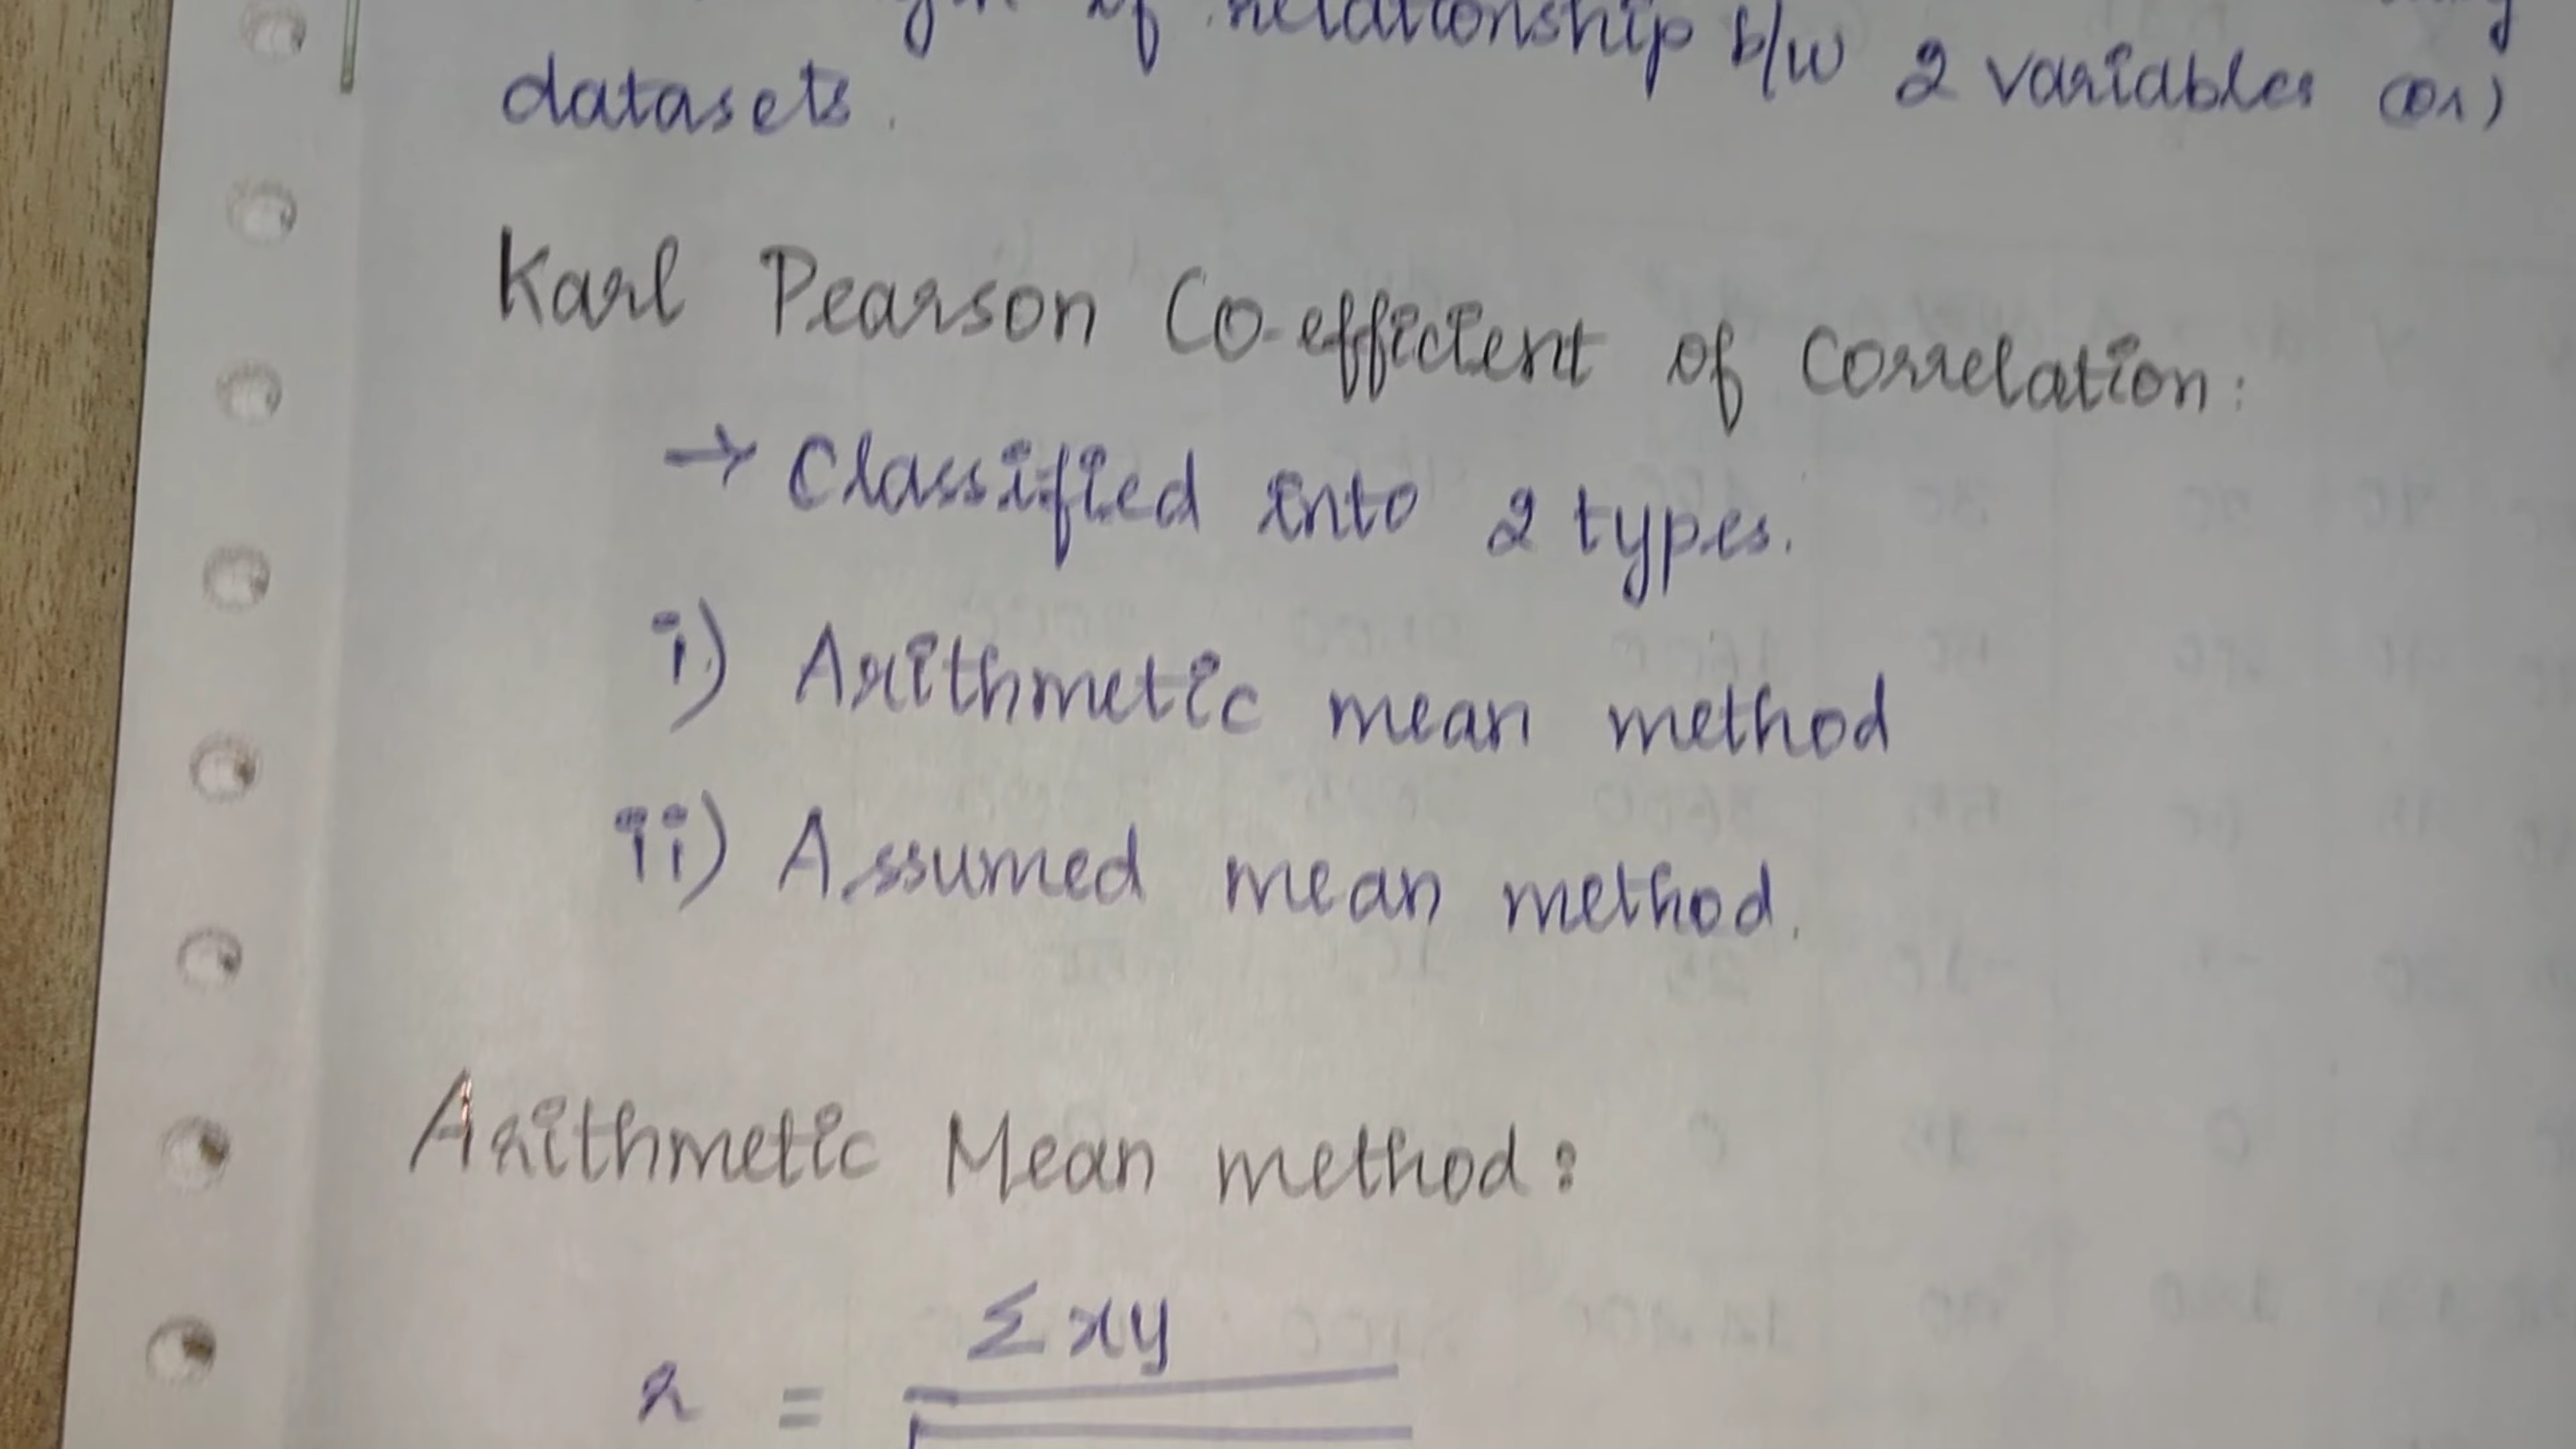 of relationship b/w 2 variables (or)
datasets.
Karl Pearson Co-efficient of Correlation:
→ Classified into 2 types.
i) Arithmetic mean method
ii) Assumed mean method.
Arithmetic Mean method:
Σxy
r =